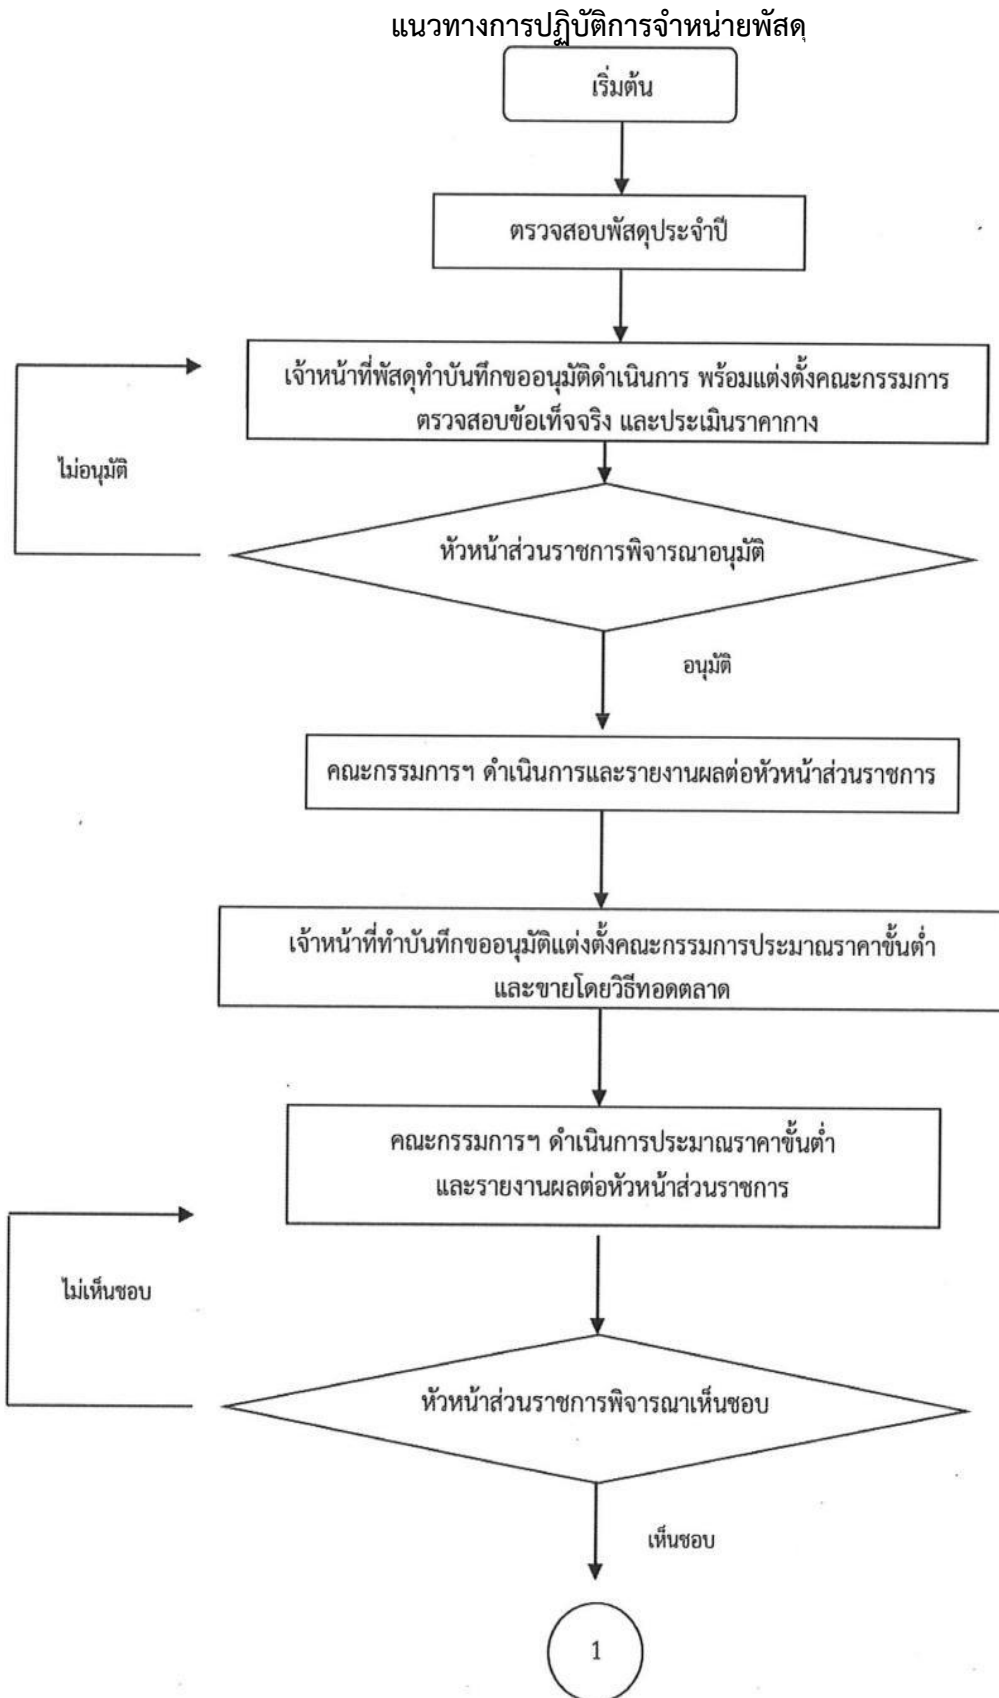 แนวทางการปฏิบัติการจำหน่ายพัสดุ
เริ่มต้น
ตรวจสอบพัสดุประจำปี
เจ้าหน้าที่พัสดุทำบันทึกขออนุมัติดำเนินการ พร้อมแต่งตั้งคณะกรรมการ
ตรวจสอบข้อเท็จจริง และประเมินราคากาง
ไม่อนุมัติ
หัวหน้าส่วนราชการพิจารณาอนุมัติ
อนุมัติ
คณะกรรมการฯ ดำเนินการและรายงานผลต่อหัวหน้าส่วนราชการ
เจ้าหน้าที่ทำบันทึกขออนุมัติแต่งตั้งคณะกรรมการประมาณราคาขั้นต่ำ
และขายโดยวิธีทอดตลาด
คณะกรรมการฯ ดำเนินการประมาณราคาขั้นต่ำ
และรายงานผลต่อหัวหน้าส่วนราชการ
ไม่เห็นชอบ
หัวหน้าส่วนราชการพิจารณาเห็นชอบ
เห็นชอบ
1